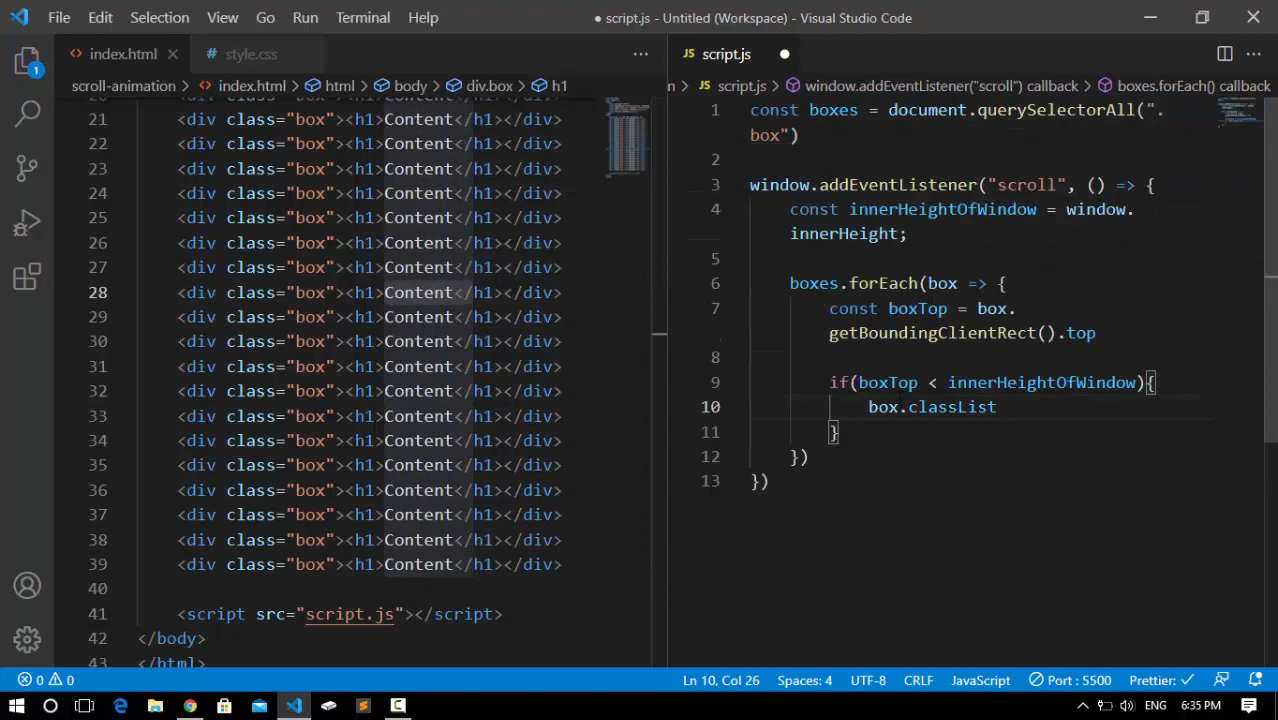 File Edit Selection View Go Run Terminal Help ● script.js - Untitled (Workspace) - Visual Studio Code
<> index.html × # style.css ···
scroll-animation > <> index.html > html > body > div.box > h1
21 <div class="box"><h1>Content</h1></div>
22 <div class="box"><h1>Content</h1></div>
23 <div class="box"><h1>Content</h1></div>
24 <div class="box"><h1>Content</h1></div>
25 <div class="box"><h1>Content</h1></div>
26 <div class="box"><h1>Content</h1></div>
27 <div class="box"><h1>Content</h1></div>
28 <div class="box"><h1>Content</h1></div>
29 <div class="box"><h1>Content</h1></div>
30 <div class="box"><h1>Content</h1></div>
31 <div class="box"><h1>Content</h1></div>
32 <div class="box"><h1>Content</h1></div>
33 <div class="box"><h1>Content</h1></div>
34 <div class="box"><h1>Content</h1></div>
35 <div class="box"><h1>Content</h1></div>
36 <div class="box"><h1>Content</h1></div>
37 <div class="box"><h1>Content</h1></div>
38 <div class="box"><h1>Content</h1></div>
39 <div class="box"><h1>Content</h1></div>
40
41 <script src="script.js"></script>
42 </body>
43 </html>
JS script.js ● ···
n > JS script.js > window.addEventListener("scroll") callback > boxes.forEach() callback
1 const boxes = document.querySelectorAll(".
box")
2
3 window.addEventListener("scroll", () => {
4 const innerHeightOfWindow = window.
innerHeight;
5
6 boxes.forEach(box => {
7 const boxTop = box.
getBoundingClientRect().top
8
9 if(boxTop < innerHeightOfWindow){
10 box.classList
11 }
12 })
13 })
1
0 0 Ln 10, Col 26 Spaces: 4 UTF-8 CRLF JavaScript Port : 5500 Prettier: ✓
ENG 6:35 PM